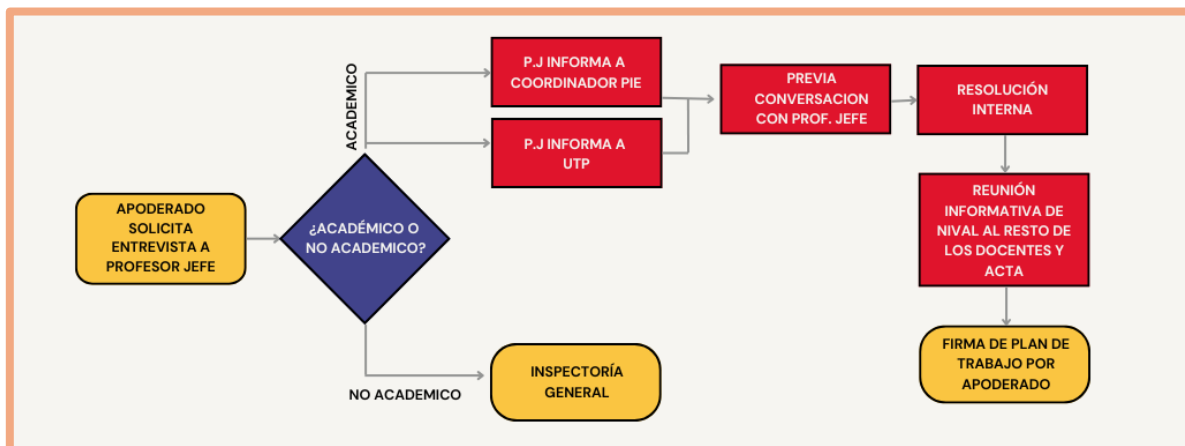 APODERADO
SOLICITA
ENTREVISTA A
PROFESOR JEFE
¿ACADÉMICO O
NO ACADEMICO?
ACADEMICO
P.J INFORMA A
COORDINADOR PIE
P.J INFORMA A
UTP
PREVIA
CONVERSACION
CON PROF. JEFE
RESOLUCIÓN
INTERNA
REUNIÓN
INFORMATIVA DE
NIVAL AL RESTO DE
LOS DOCENTES Y
ACTA
FIRMA DE PLAN DE
TRABAJO POR
APODERADO
NO ACADEMICO
INSPECTORÍA
GENERAL